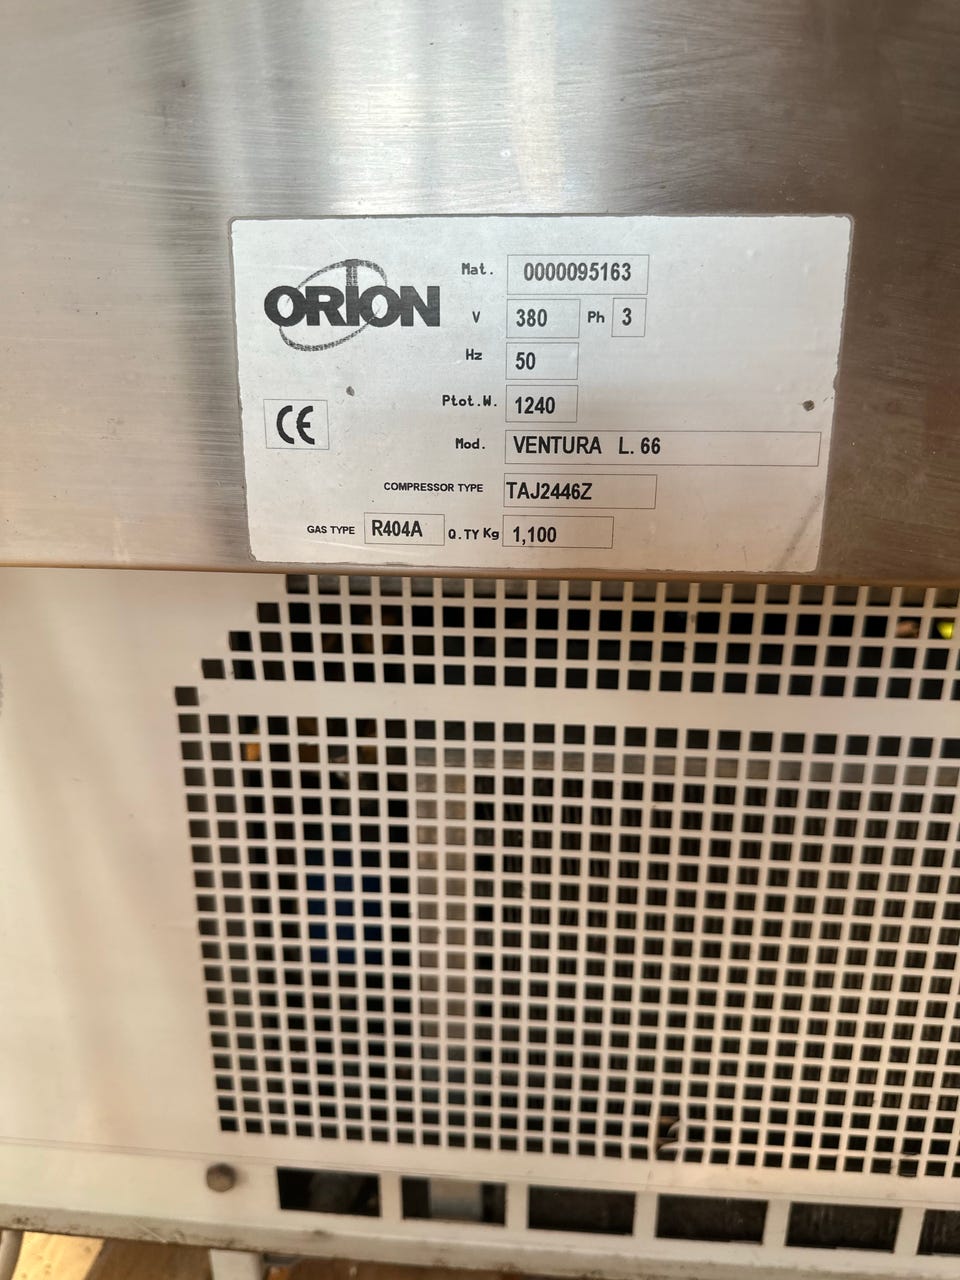 ORION
Mat. 0000095163
V 380 Ph 3
Hz 50
Ptot.W. 1240
CE
Mod. VENTURA L. 66
COMPRESSOR TYPE TAJ2446Z
GAS TYPE R404A Q.TY Kg 1,100